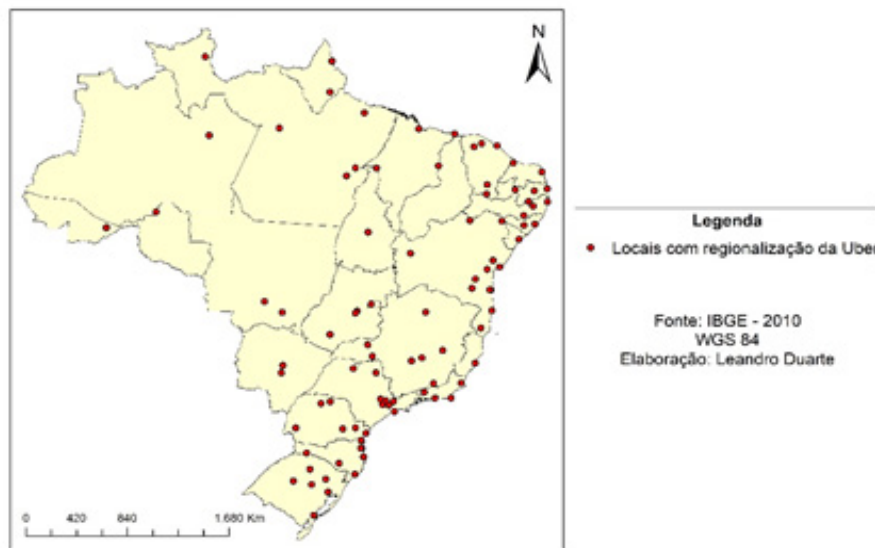 N
Legenda
Locais com regionalização da Uber
Fonte: IBGE - 2010
WGS 84
Elaboração: Leandro Duarte
0 420 840 1.680 Km